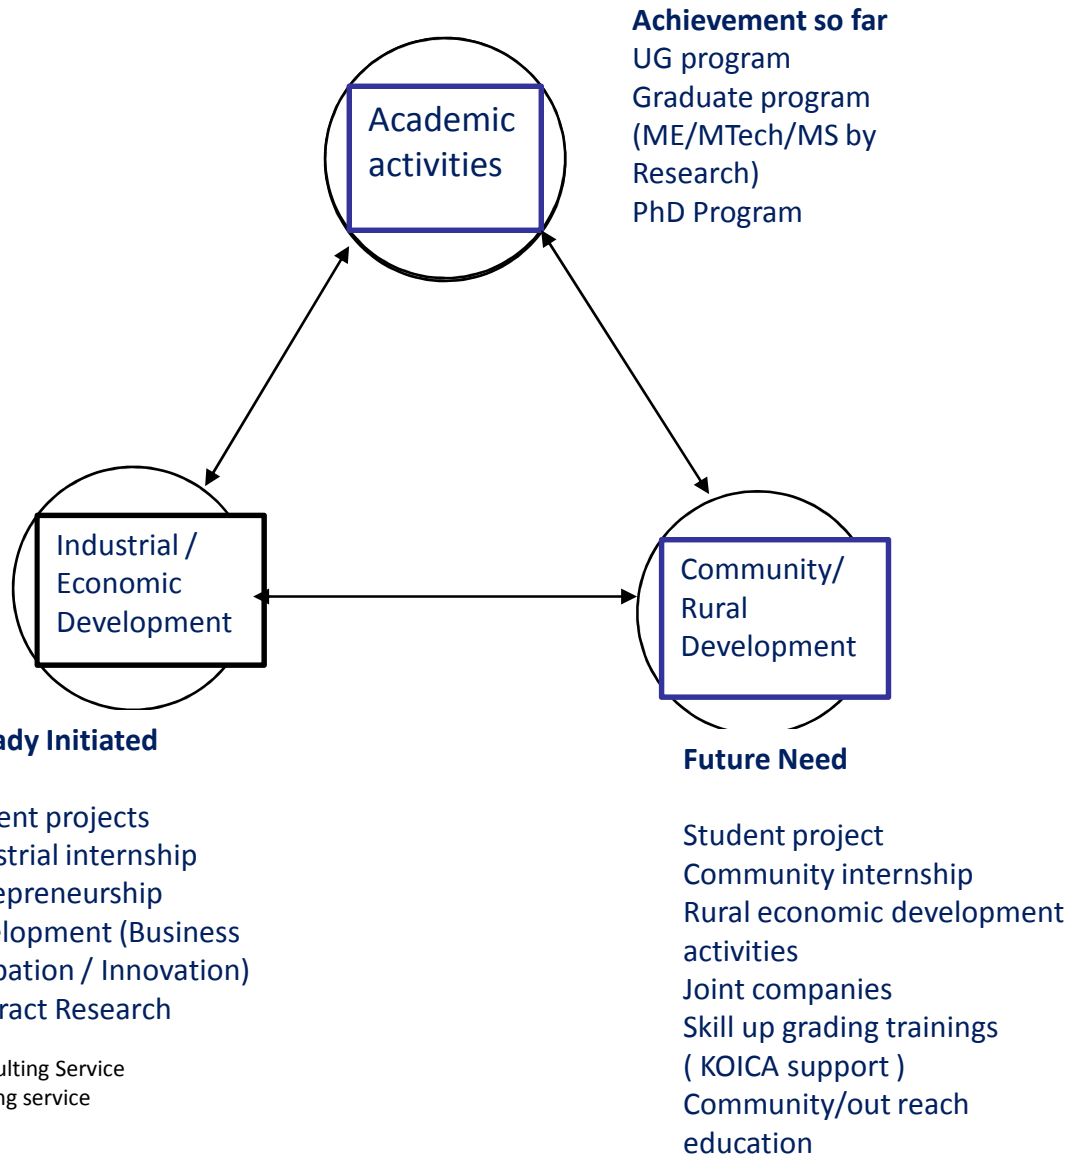 Achievement so far
UG program
Graduate program
(ME/MTech/MS by
Research)
PhD Program
Academic
activities
Industrial /
Economic
Development
Community/
Rural
Development
ady Initiated
ent projects
strial internship
epreneurship
elopment (Business
bation / Innovation)
ract Research
ulting Service
ng service
Future Need
Student project
Community internship
Rural economic development
activities
Joint companies
Skill up grading trainings
( KOICA support )
Community/out reach
education